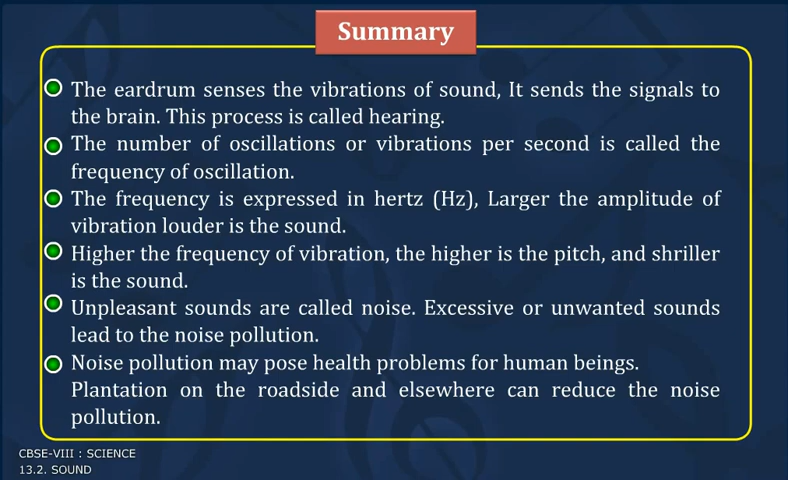 Summary
The eardrum senses the vibrations of sound, It sends the signals to
the brain. This process is called hearing.
The number of oscillations or vibrations per second is called the
frequency of oscillation.
The frequency is expressed in hertz (Hz), Larger the amplitude of
vibration louder is the sound.
Higher the frequency of vibration, the higher is the pitch, and shriller
is the sound.
Unpleasant sounds are called noise. Excessive or unwanted sounds
lead to the noise pollution.
Noise pollution may pose health problems for human beings.
Plantation on the roadside and elsewhere can reduce the noise
pollution.
CBSE-VIII : SCIENCE
13.2. SOUND